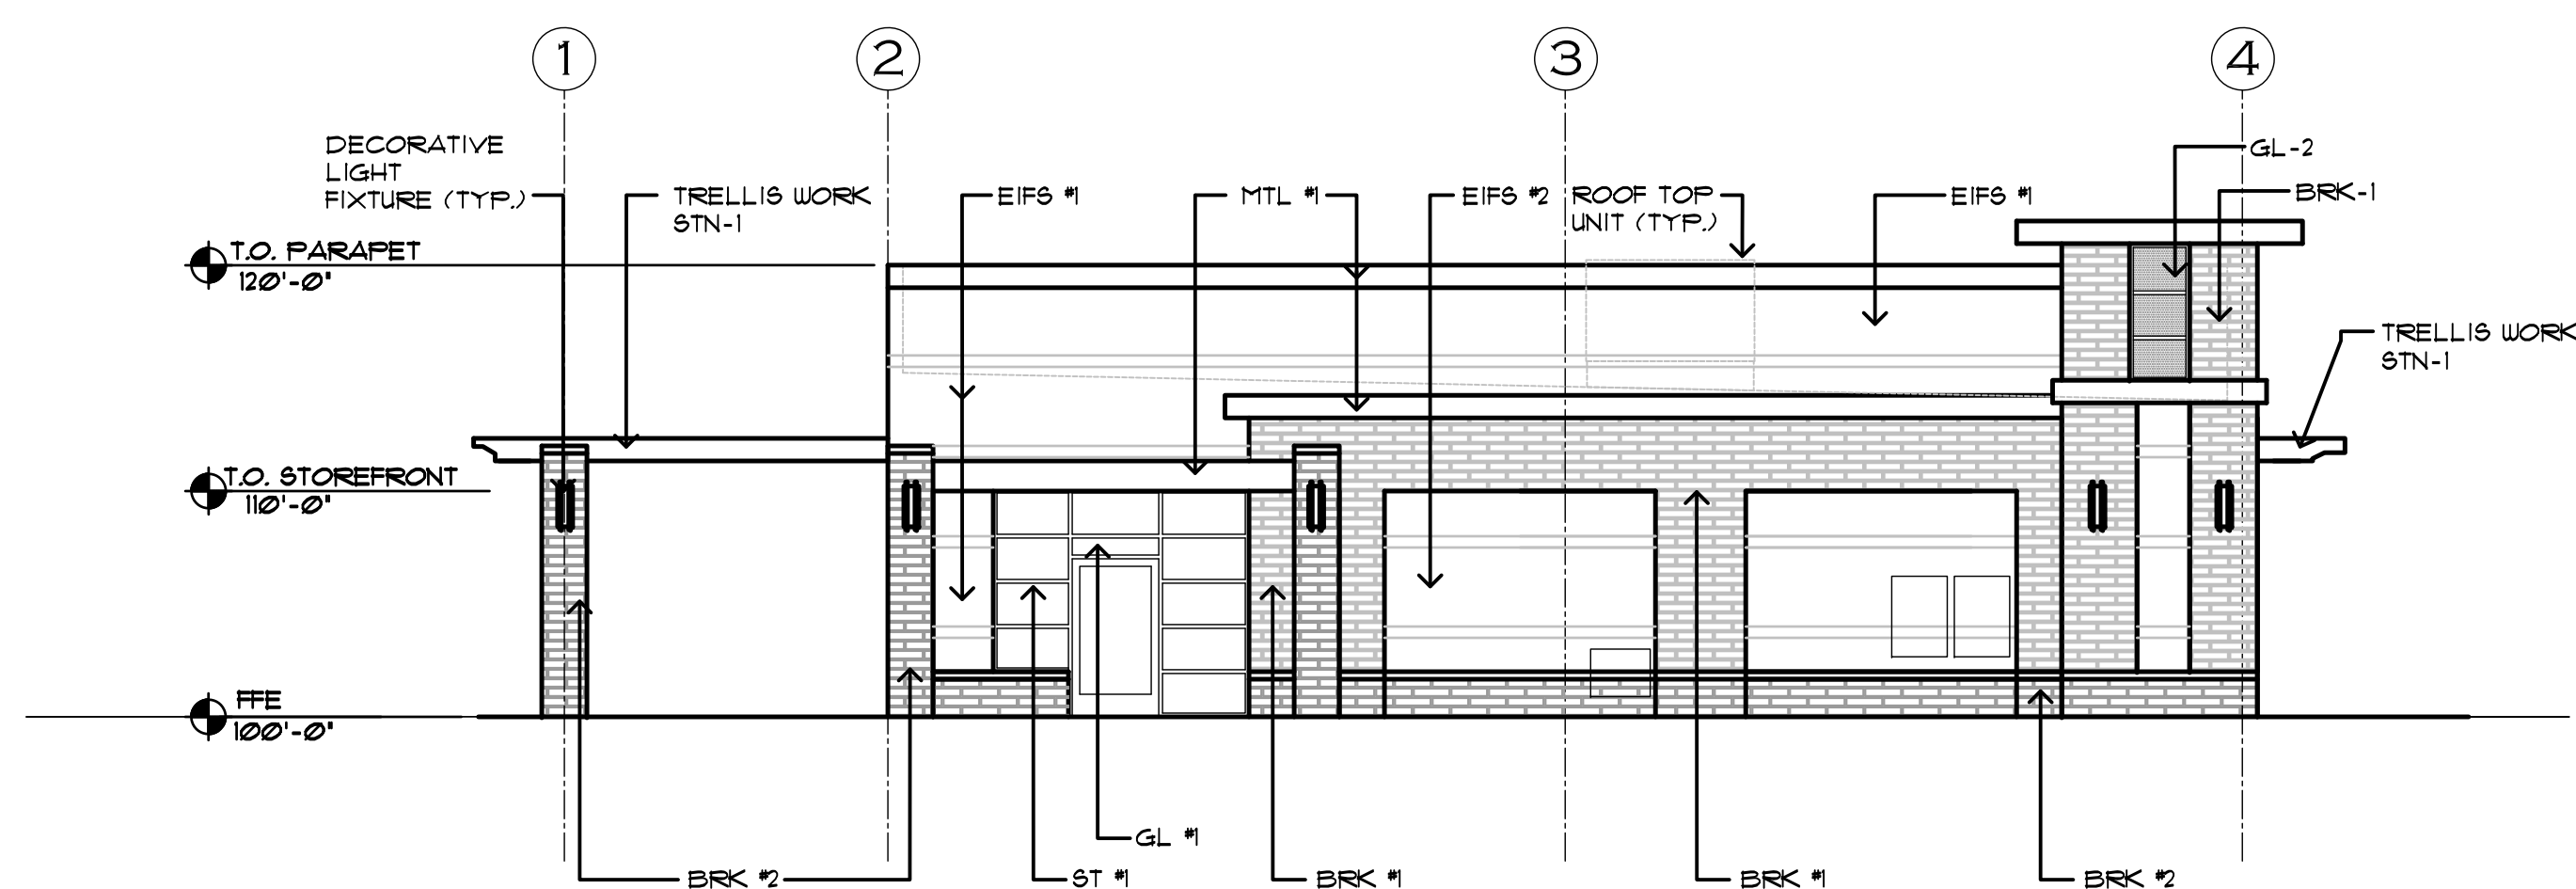 1
2
3
4
DECORATIVE
LIGHT
FIXTURE (TYP.)
TRELLIS WORK
STN-1
EIFS #1
MTL #1
EIFS #2
ROOF TOP
UNIT (TYP.)
EIFS #1
GL-2
BRK-1
T.O. PARAPET
120'-0"
TRELLIS WORK
STN-1
T.O. STOREFRONT
110'-0"
FFE
100'-0"
GL #1
BRK #2
ST #1
BRK #1
BRK #1
BRK #2